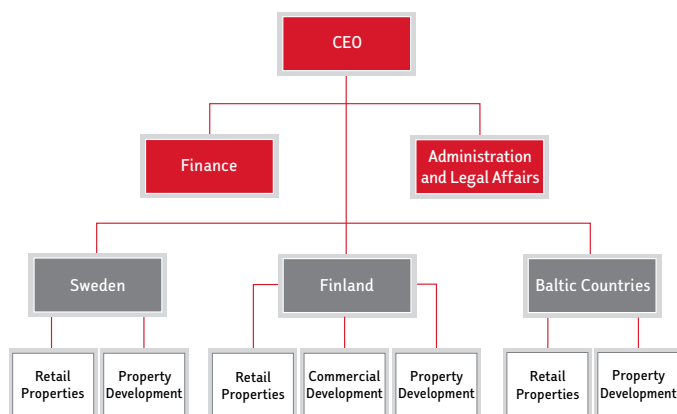 CEO
Finance
Administration
and Legal Affairs
Sweden
Finland
Baltic Countries
Retail
Properties
Property
Development
Retail
Properties
Commercial
Development
Property
Development
Retail
Properties
Property
Development